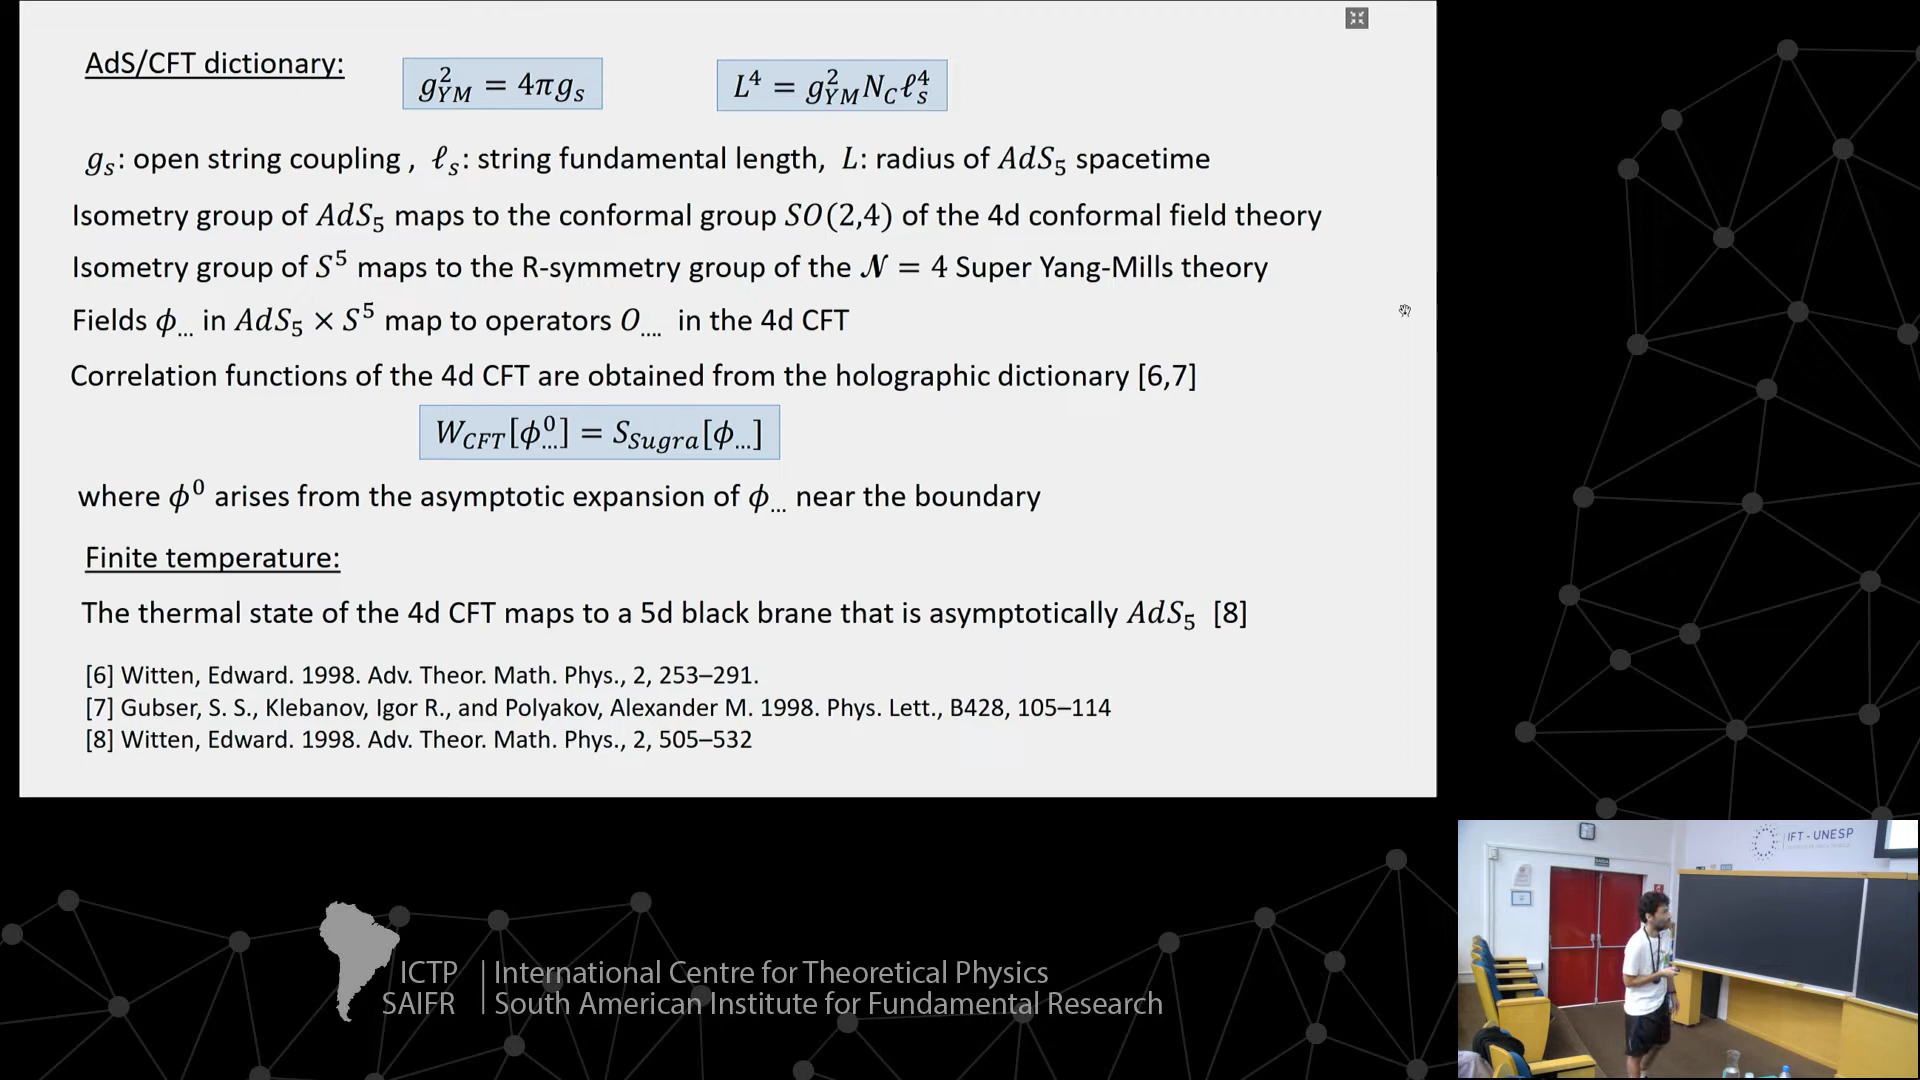 AdS/CFT dictionary:
g²_YM = 4πg_s
L⁴ = g²_YM N_C ℓ⁴_s
g_s: open string coupling , ℓ_s: string fundamental length, L: radius of AdS₅ spacetime
Isometry group of AdS₅ maps to the conformal group SO(2,4) of the 4d conformal field theory
Isometry group of S⁵ maps to the R-symmetry group of the 𝒩 = 4 Super Yang-Mills theory
Fields ϕ_... in AdS₅ × S⁵ map to operators O_.... in the 4d CFT
Correlation functions of the 4d CFT are obtained from the holographic dictionary [6,7]
W_CFT[ϕ⁰_...] = S_Sugra[ϕ_...]
where ϕ⁰ arises from the asymptotic expansion of ϕ_... near the boundary
Finite temperature:
The thermal state of the 4d CFT maps to a 5d black brane that is asymptotically AdS₅ [8]
[6] Witten, Edward. 1998. Adv. Theor. Math. Phys., 2, 253–291.
[7] Gubser, S. S., Klebanov, Igor R., and Polyakov, Alexander M. 1998. Phys. Lett., B428, 105–114
[8] Witten, Edward. 1998. Adv. Theor. Math. Phys., 2, 505–532
IFT - UNESP
ICTP | International Centre for Theoretical Physics
SAIFR | South American Institute for Fundamental Research